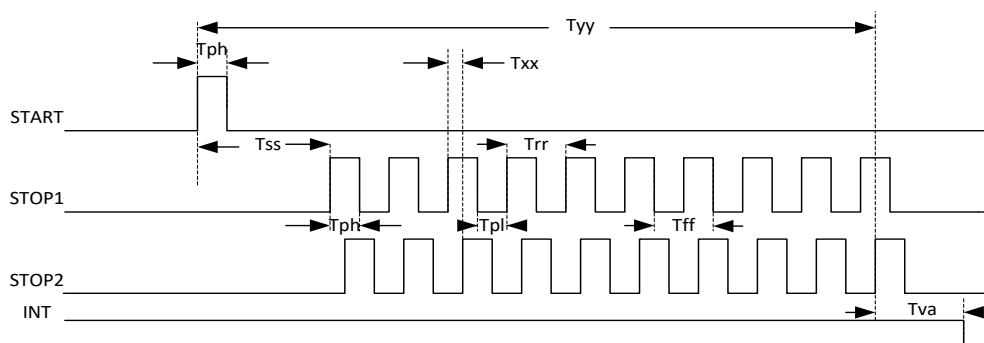 Tyy
Tph
Txx
START
Tss
Trr
STOP1
Tph
Tpl
Tff
STOP2
INT
Tva